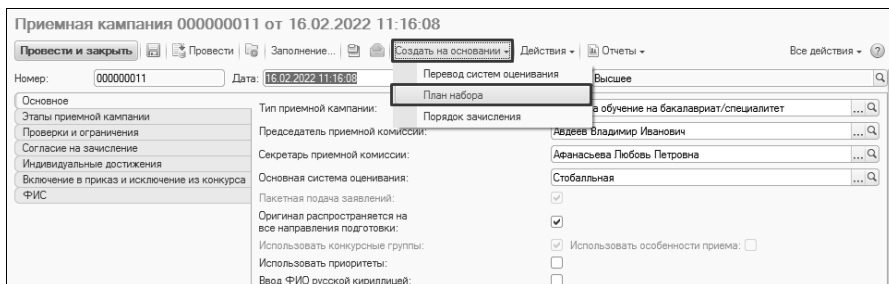 Приемная кампания 000000011 от 16.02.2022 11:16:08
Провести и закрыть Провести Заполнение... Создать на основании Действия Отчеты Все действия
Номер: 000000011 Дата: 16.02.2022 11:16:08 Высшее
Перевод систем оценивания
План набора
Порядок зачисления
Основное
Этапы приемной кампании
Проверки и ограничения
Согласие на зачисление
Индивидуальные достижения
Включение в приказ и исключение из конкурса
ФИС
Тип приемной кампании: а обучение на бакалавриат/специалитет
Председатель приемной комиссии: Авдеев Владимир Иванович
Секретарь приемной комиссии: Афанасьева Любовь Петровна
Основная система оценивания: Стобалльная
Пакетная подача заявлений:
Оригинал распространяется на
все направления подготовки:
Использовать конкурсные группы: Использовать особенности приема:
Использовать приоритеты:
Ввод ФИО русской кириллицей: